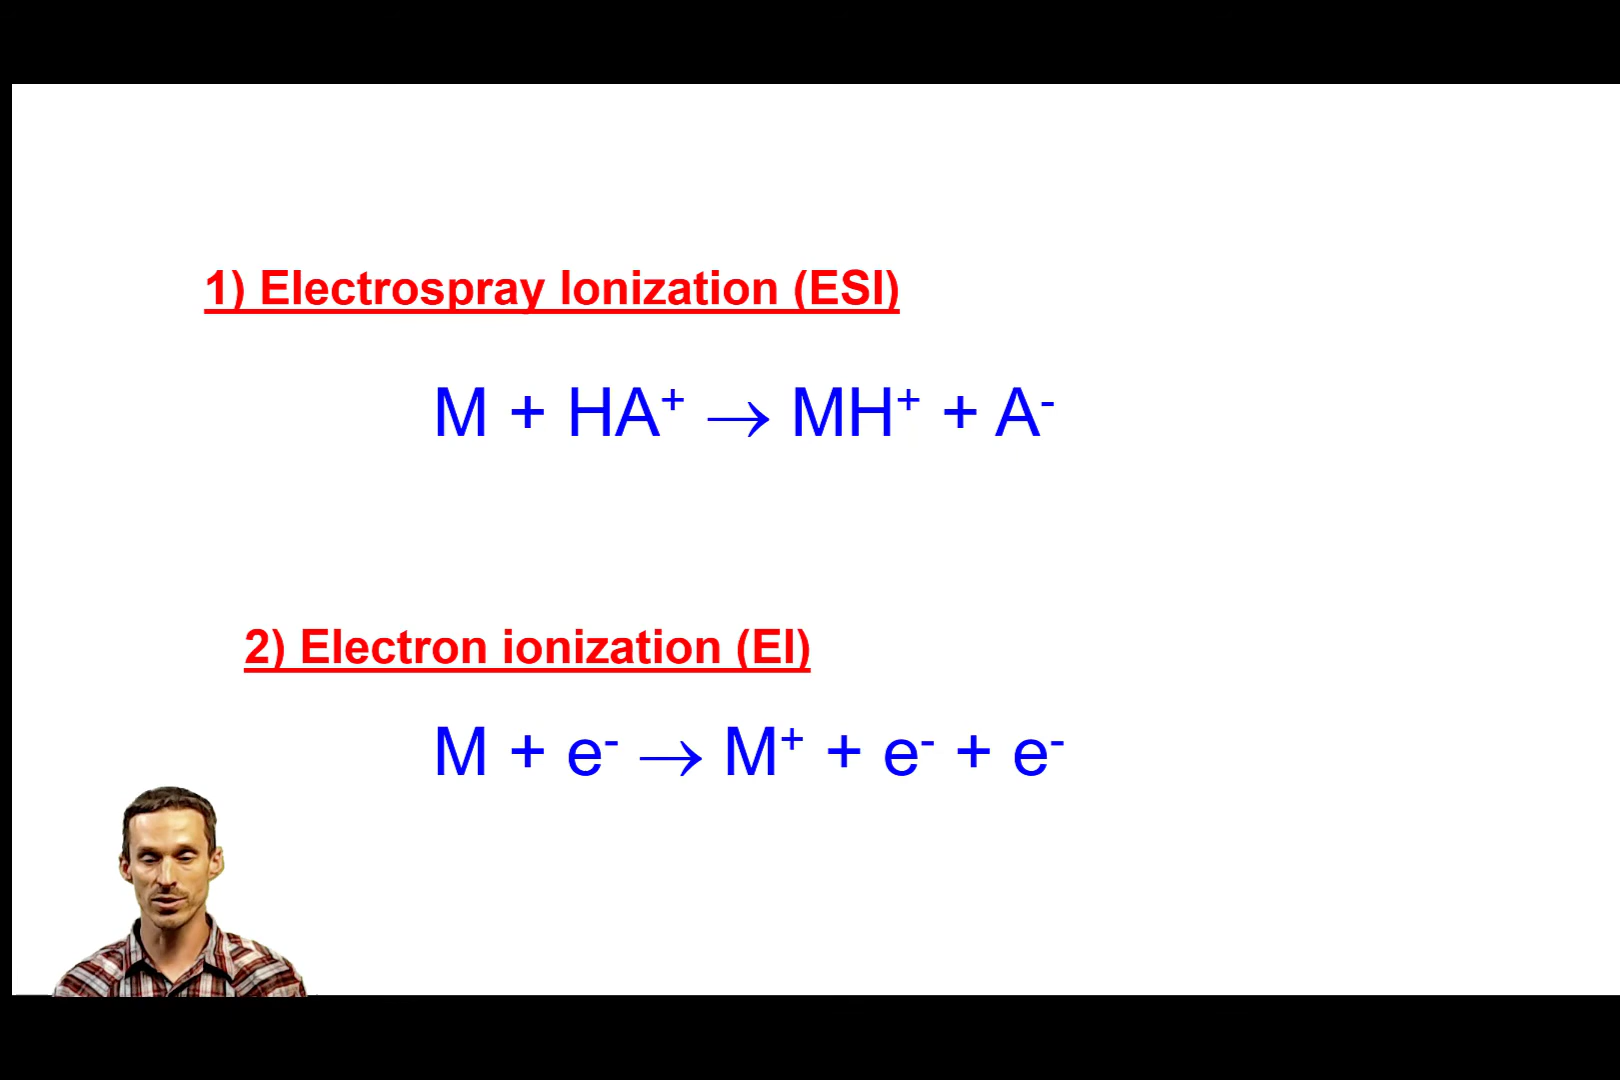 1) Electrospray Ionization (ESI)
M + HA⁺ → MH⁺ + A⁻
2) Electron ionization (EI)
M + e⁻ → M⁺ + e⁻ + e⁻